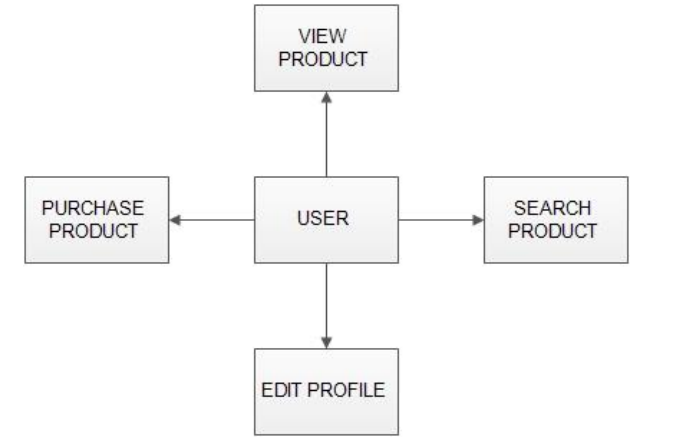 VIEW
PRODUCT
PURCHASE
PRODUCT
USER
SEARCH
PRODUCT
EDIT PROFILE